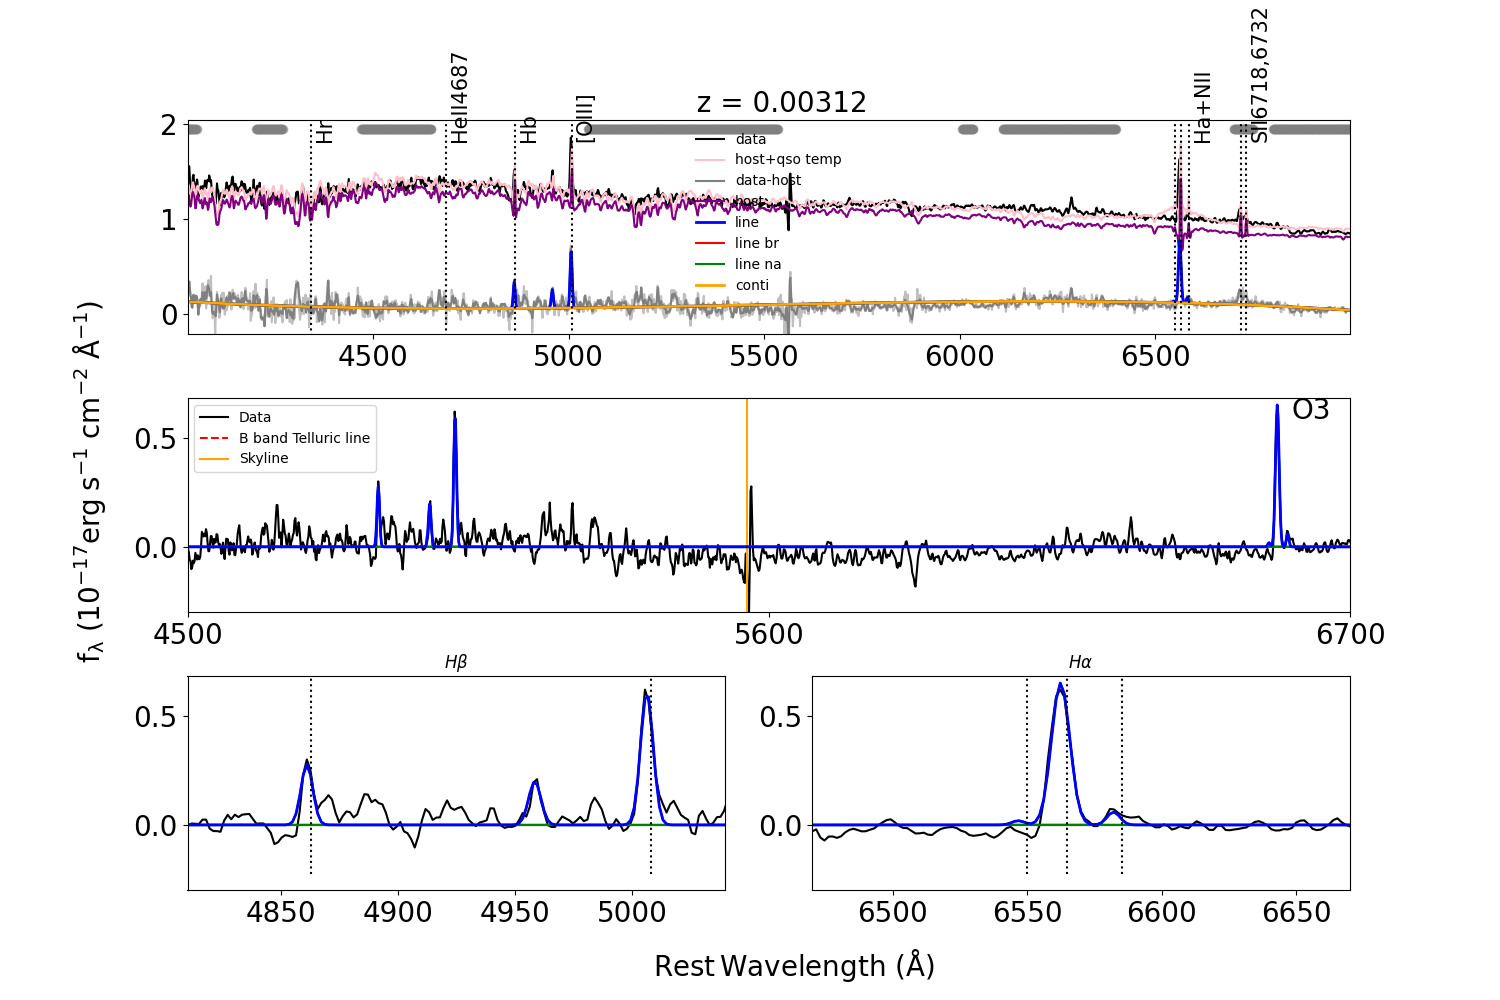 z = 0.00312
Hr
HeII4687
Hb
[OIII]
Ha+NII
SII6718,6732
2
1
0
data
host+qso temp
data-host
host
line
line br
line na
conti
4500 5000 5500 6000 6500
fλ (10⁻¹⁷erg s⁻¹ cm⁻² Å⁻¹)
0.5
0.0
Data
B band Telluric line
Skyline
O3
4500 5600 6700
Hβ
0.5
0.0
4850 4900 4950 5000
Hα
0.5
0.0
6500 6550 6600 6650
Rest Wavelength (Å)